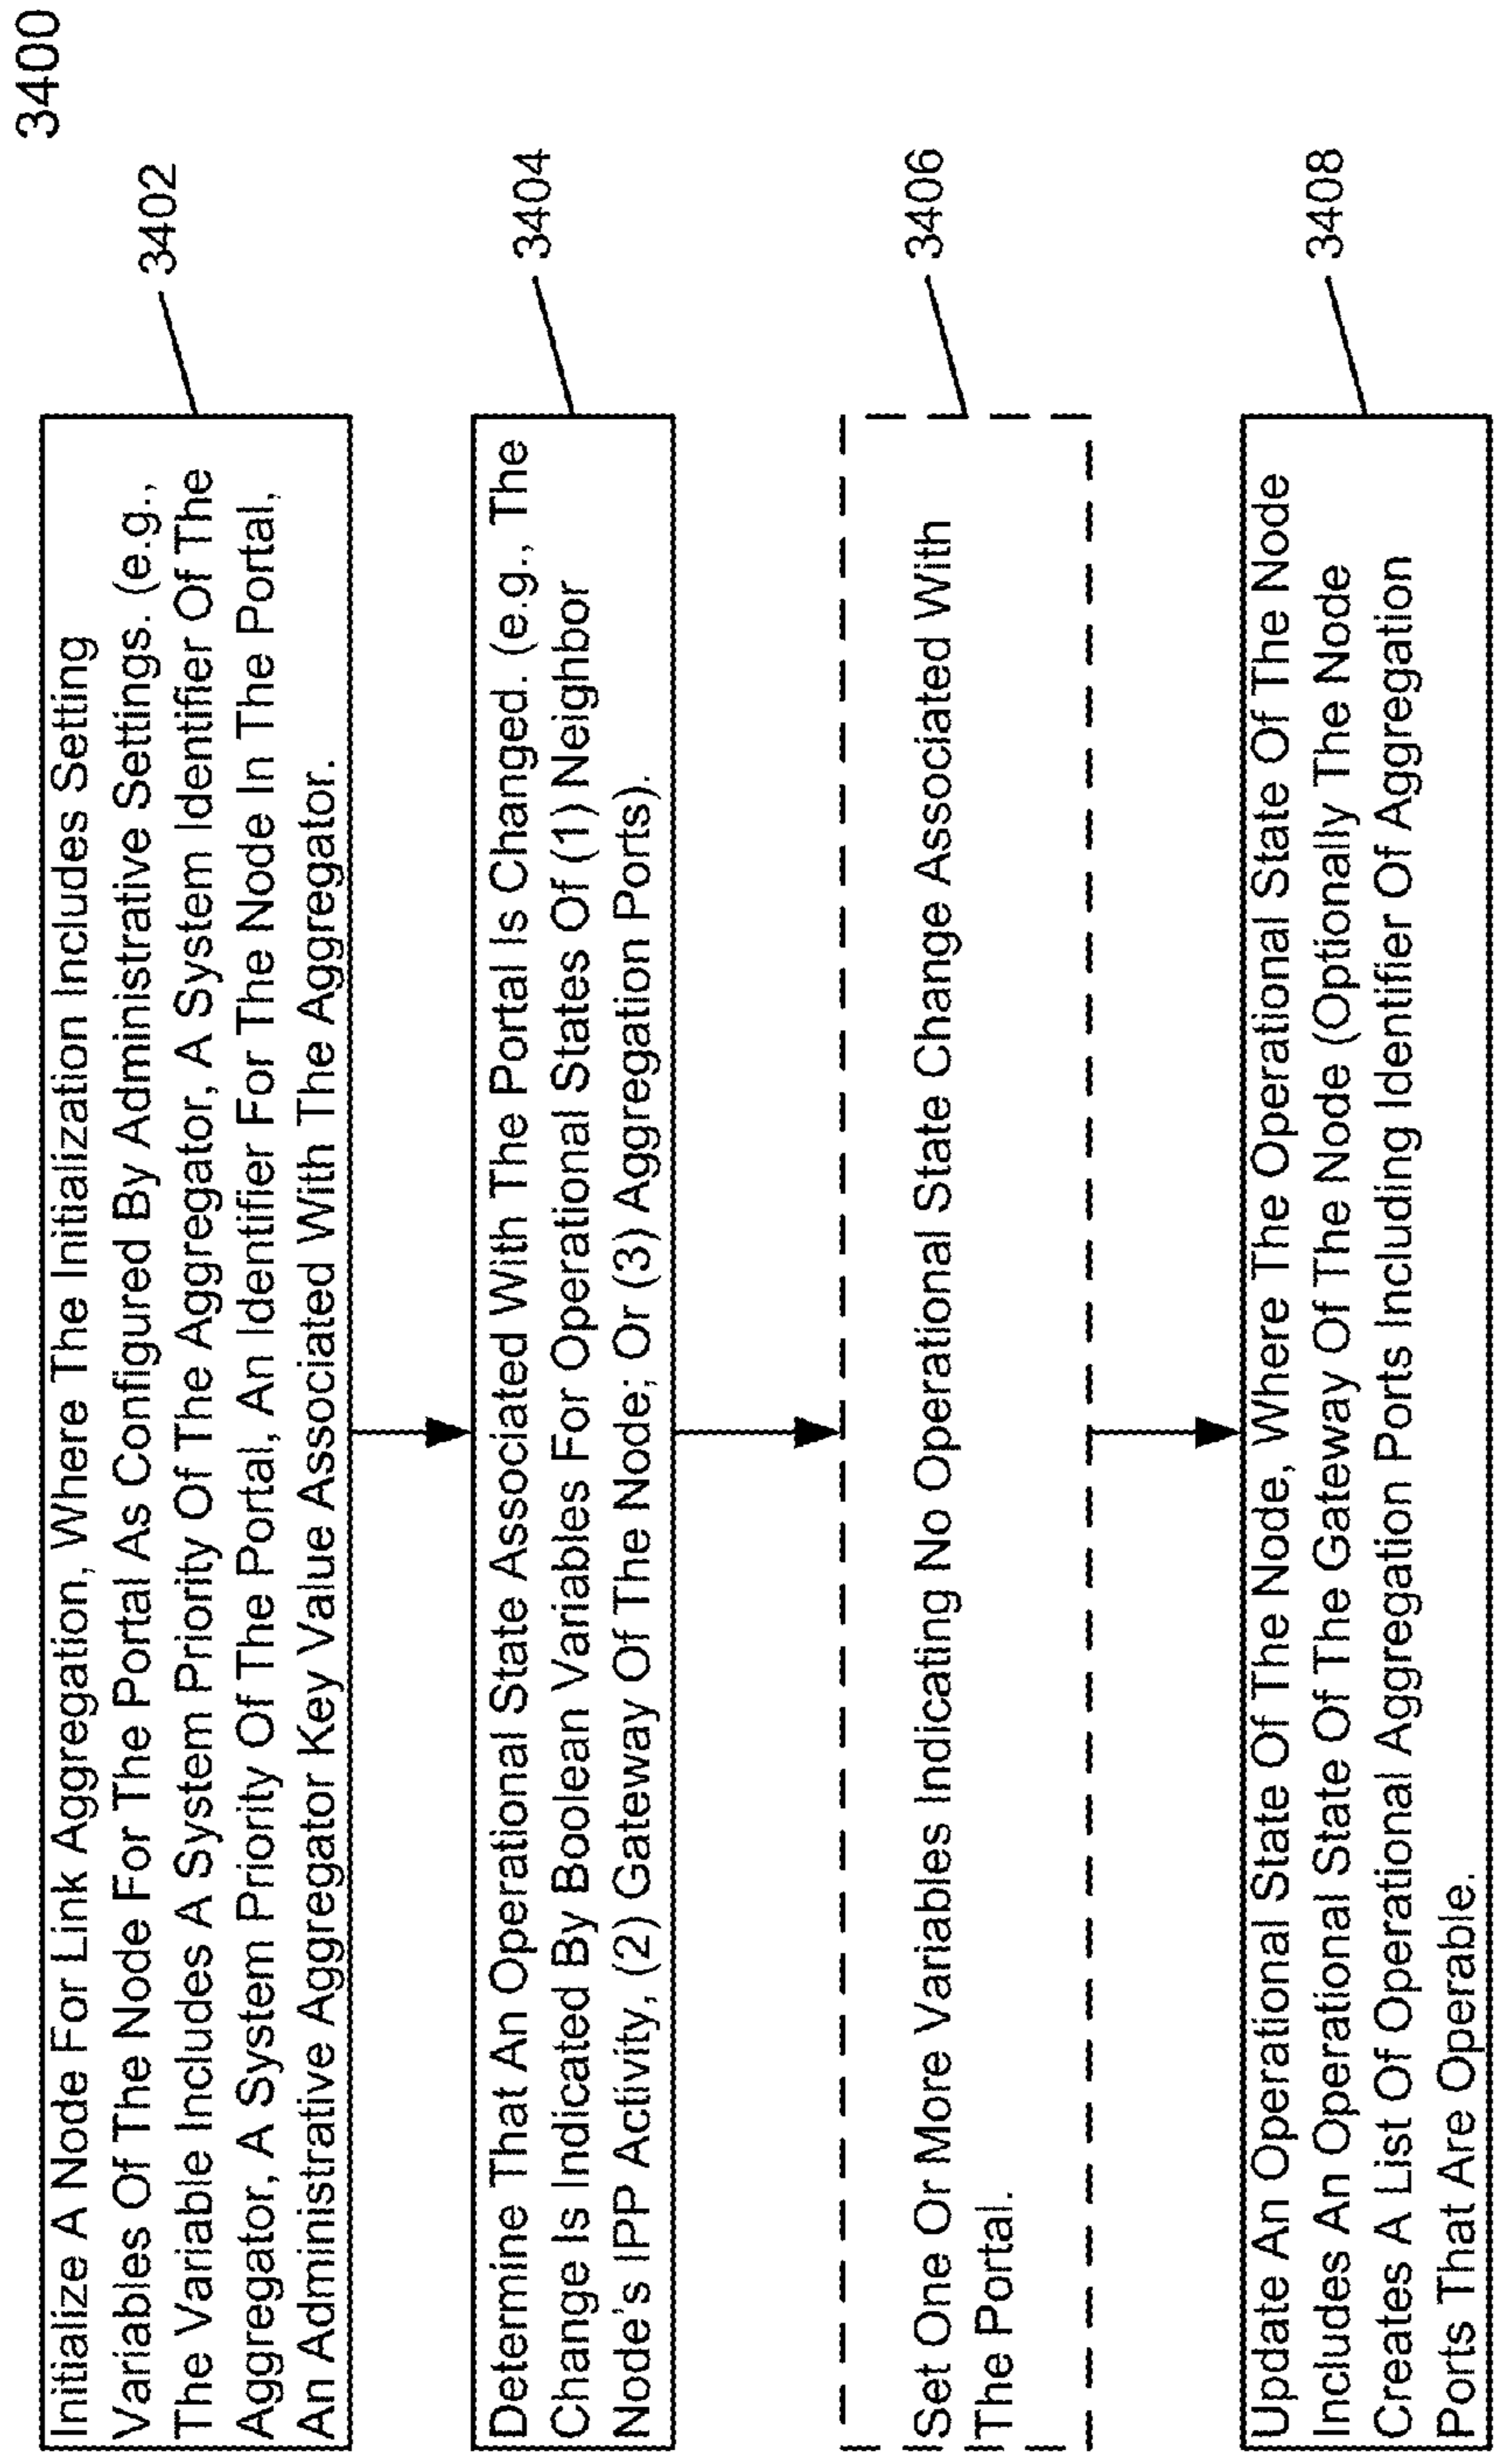 3400
Initialize A Node For Link Aggregation, Where The Initialization Includes Setting
Variables Of The Node For The Portal As Configured By Administrative Settings. (e.g.,
The Variable Includes A System Priority Of The Aggregator, A System Identifier Of The
Aggregator, A System Priority Of The Portal, An Identifier For The Node In The Portal,
An Administrative Aggregator Key Value Associated With The Aggregator.
3402
Determine That An Operational State Associated With The Portal Is Changed. (e.g., The
Change Is Indicated By Boolean Variables For Operational States Of (1) Neighbor
Node's IPP Activity, (2) Gateway Of The Node; Or (3) Aggregation Ports).
3404
Set One Or More Variables Indicating No Operational State Change Associated With
The Portal.
3406
Update An Operational State Of The Node, Where The Operational State Of The Node
Includes An Operational State Of The Gateway Of The Node (Optionally The Node
Creates A List Of Operational Aggregation Ports Including Identifier Of Aggregation
Ports That Are Operable.
3408